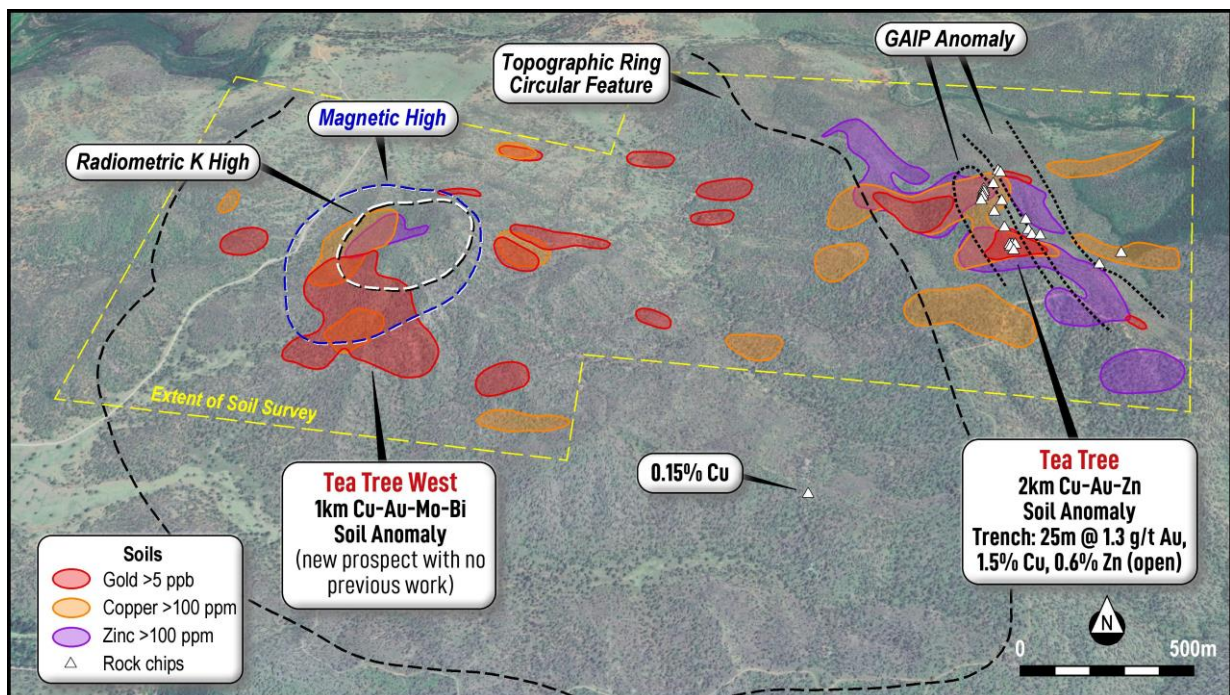 GAIP Anomaly
Topographic Ring
Circular Feature
Magnetic High
Radiometric K High
Extent of Soil Survey
0.15% Cu
Tea Tree West
1km Cu-Au-Mo-Bi
Soil Anomaly
(new prospect with no
previous work)
Tea Tree
2km Cu-Au-Zn
Soil Anomaly
Trench: 25m @ 1.3 g/t Au,
1.5% Cu, 0.6% Zn (open)
Soils
Gold >5 ppb
Copper >100 ppm
Zinc >100 ppm
Rock chips
N
0 500m